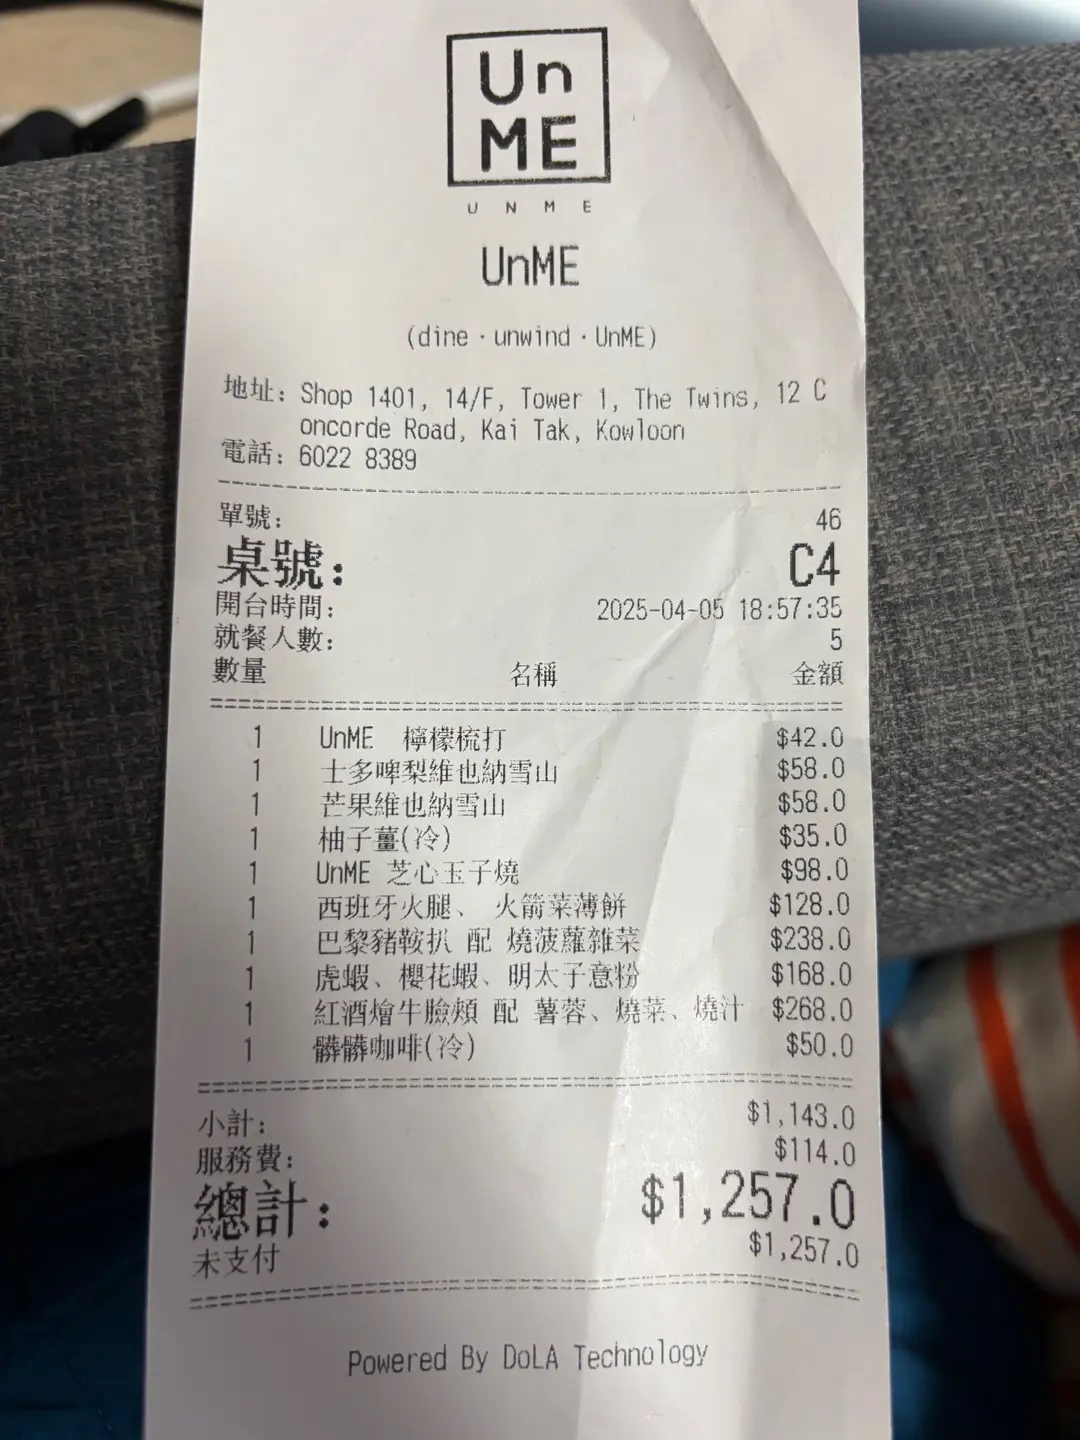 Un
ME
UNME
UnME
(dine · unwind · UnME)
地址: Shop 1401, 14/F, Tower 1, The Twins, 12 C
oncorde Road, Kai Tak, Kowloon
電話: 6022 8389
單號: 46
桌號: C4
開台時間: 2025-04-05 18:57:35
就餐人數: 5
數量 名稱 金額
1 UnME 檸檬梳打 $42.0
1 士多啤梨維也納雪山 $58.0
1 芒果維也納雪山 $58.0
1 柚子薑(冷) $35.0
1 UnME 芝心玉子燒 $98.0
1 西班牙火腿、 火箭菜薄餅 $128.0
1 巴黎豬鞍扒 配 燒菠蘿雜菜 $238.0
1 虎蝦、櫻花蝦、明太子意粉 $168.0
1 紅酒燴牛臉頰 配 薯蓉、燒菜、燒汁 $268.0
1 髒髒咖啡(冷) $50.0
小計: $1,143.0
服務費: $114.0
總計: $1,257.0
未支付 $1,257.0
Powered By DoLA Technology